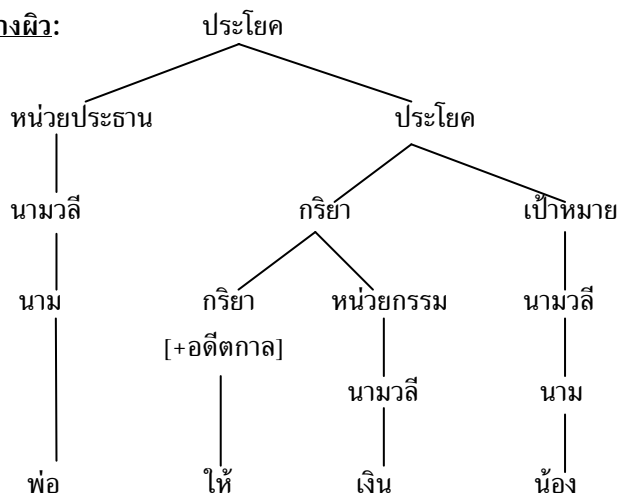 างผิว: ประโยค
หน่วยประธาน ประโยค
นามวลี กริยา เป้าหมาย
นาม กริยา หน่วยกรรม นามวลี
[+อดีตกาล]
นามวลี นาม
พ่อ ให้ เงิน น้อง